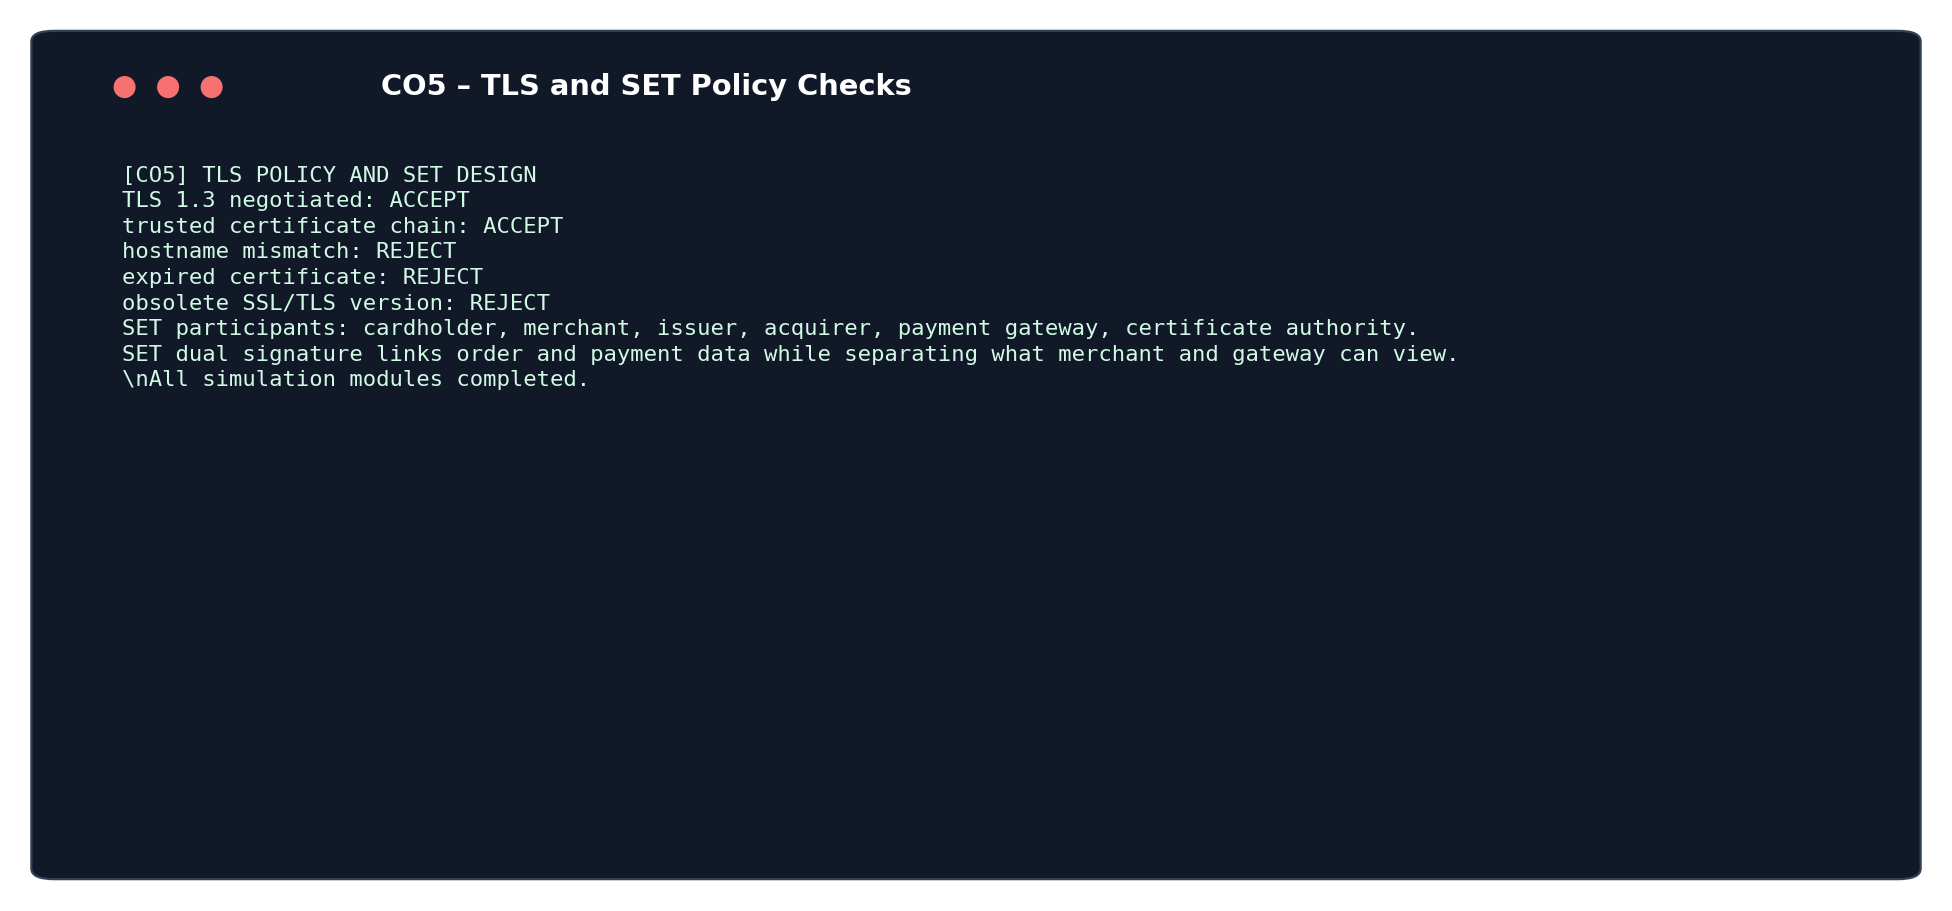 CO5 – TLS and SET Policy Checks
[CO5] TLS POLICY AND SET DESIGN
TLS 1.3 negotiated: ACCEPT
trusted certificate chain: ACCEPT
hostname mismatch: REJECT
expired certificate: REJECT
obsolete SSL/TLS version: REJECT
SET participants: cardholder, merchant, issuer, acquirer, payment gateway, certificate authority.
SET dual signature links order and payment data while separating what merchant and gateway can view.
\nAll simulation modules completed.